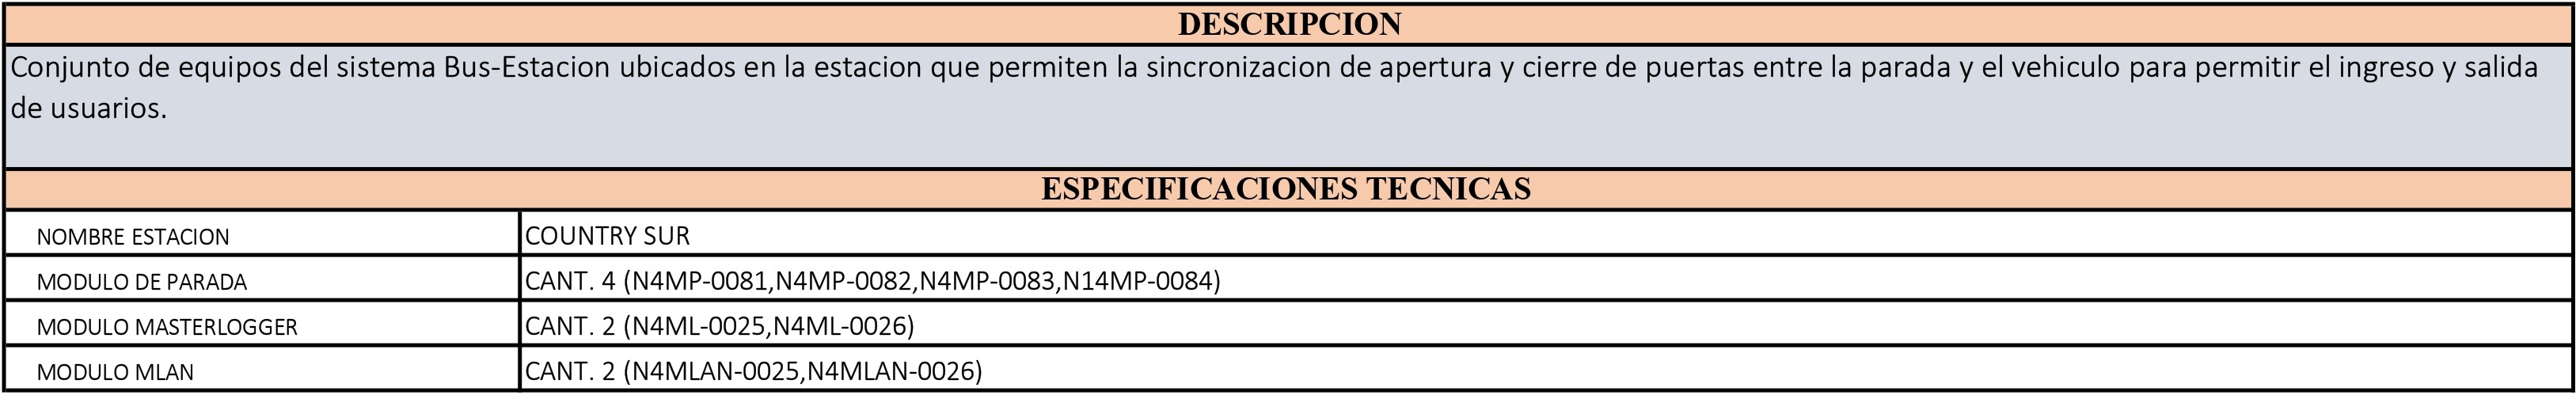 DESCRIPCION
Conjunto de equipos del sistema Bus-Estacion ubicados en la estacion que permiten la sincronizacion de apertura y cierre de puertas entre la parada y el vehiculo para permitir el ingreso y salida
de usuarios.
ESPECIFICACIONES TECNICAS
NOMBRE ESTACION COUNTRY SUR
MODULO DE PARADA CANT. 4 (N4MP-0081,N4MP-0082,N4MP-0083,N14MP-0084)
MODULO MASTERLOGGER CANT. 2 (N4ML-0025,N4ML-0026)
MODULO MLAN CANT. 2 (N4MLAN-0025,N4MLAN-0026)